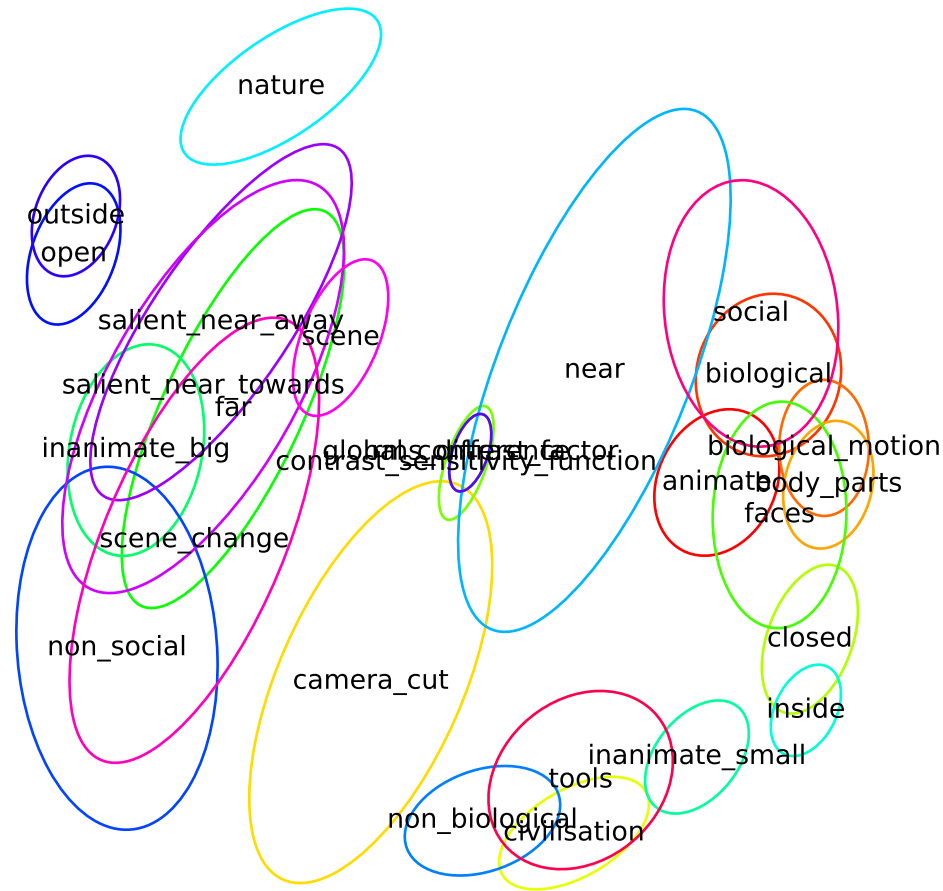 nature
outside
open
salient_near_away
scene
social
near
biological
salient_near_towards
far
inanimate_big
biological_motion
contrast_sensitivity_function
animate
body_parts
faces
scene_change
closed
non_social
camera_cut
inside
inanimate_small
tools
non_biological
civilisation